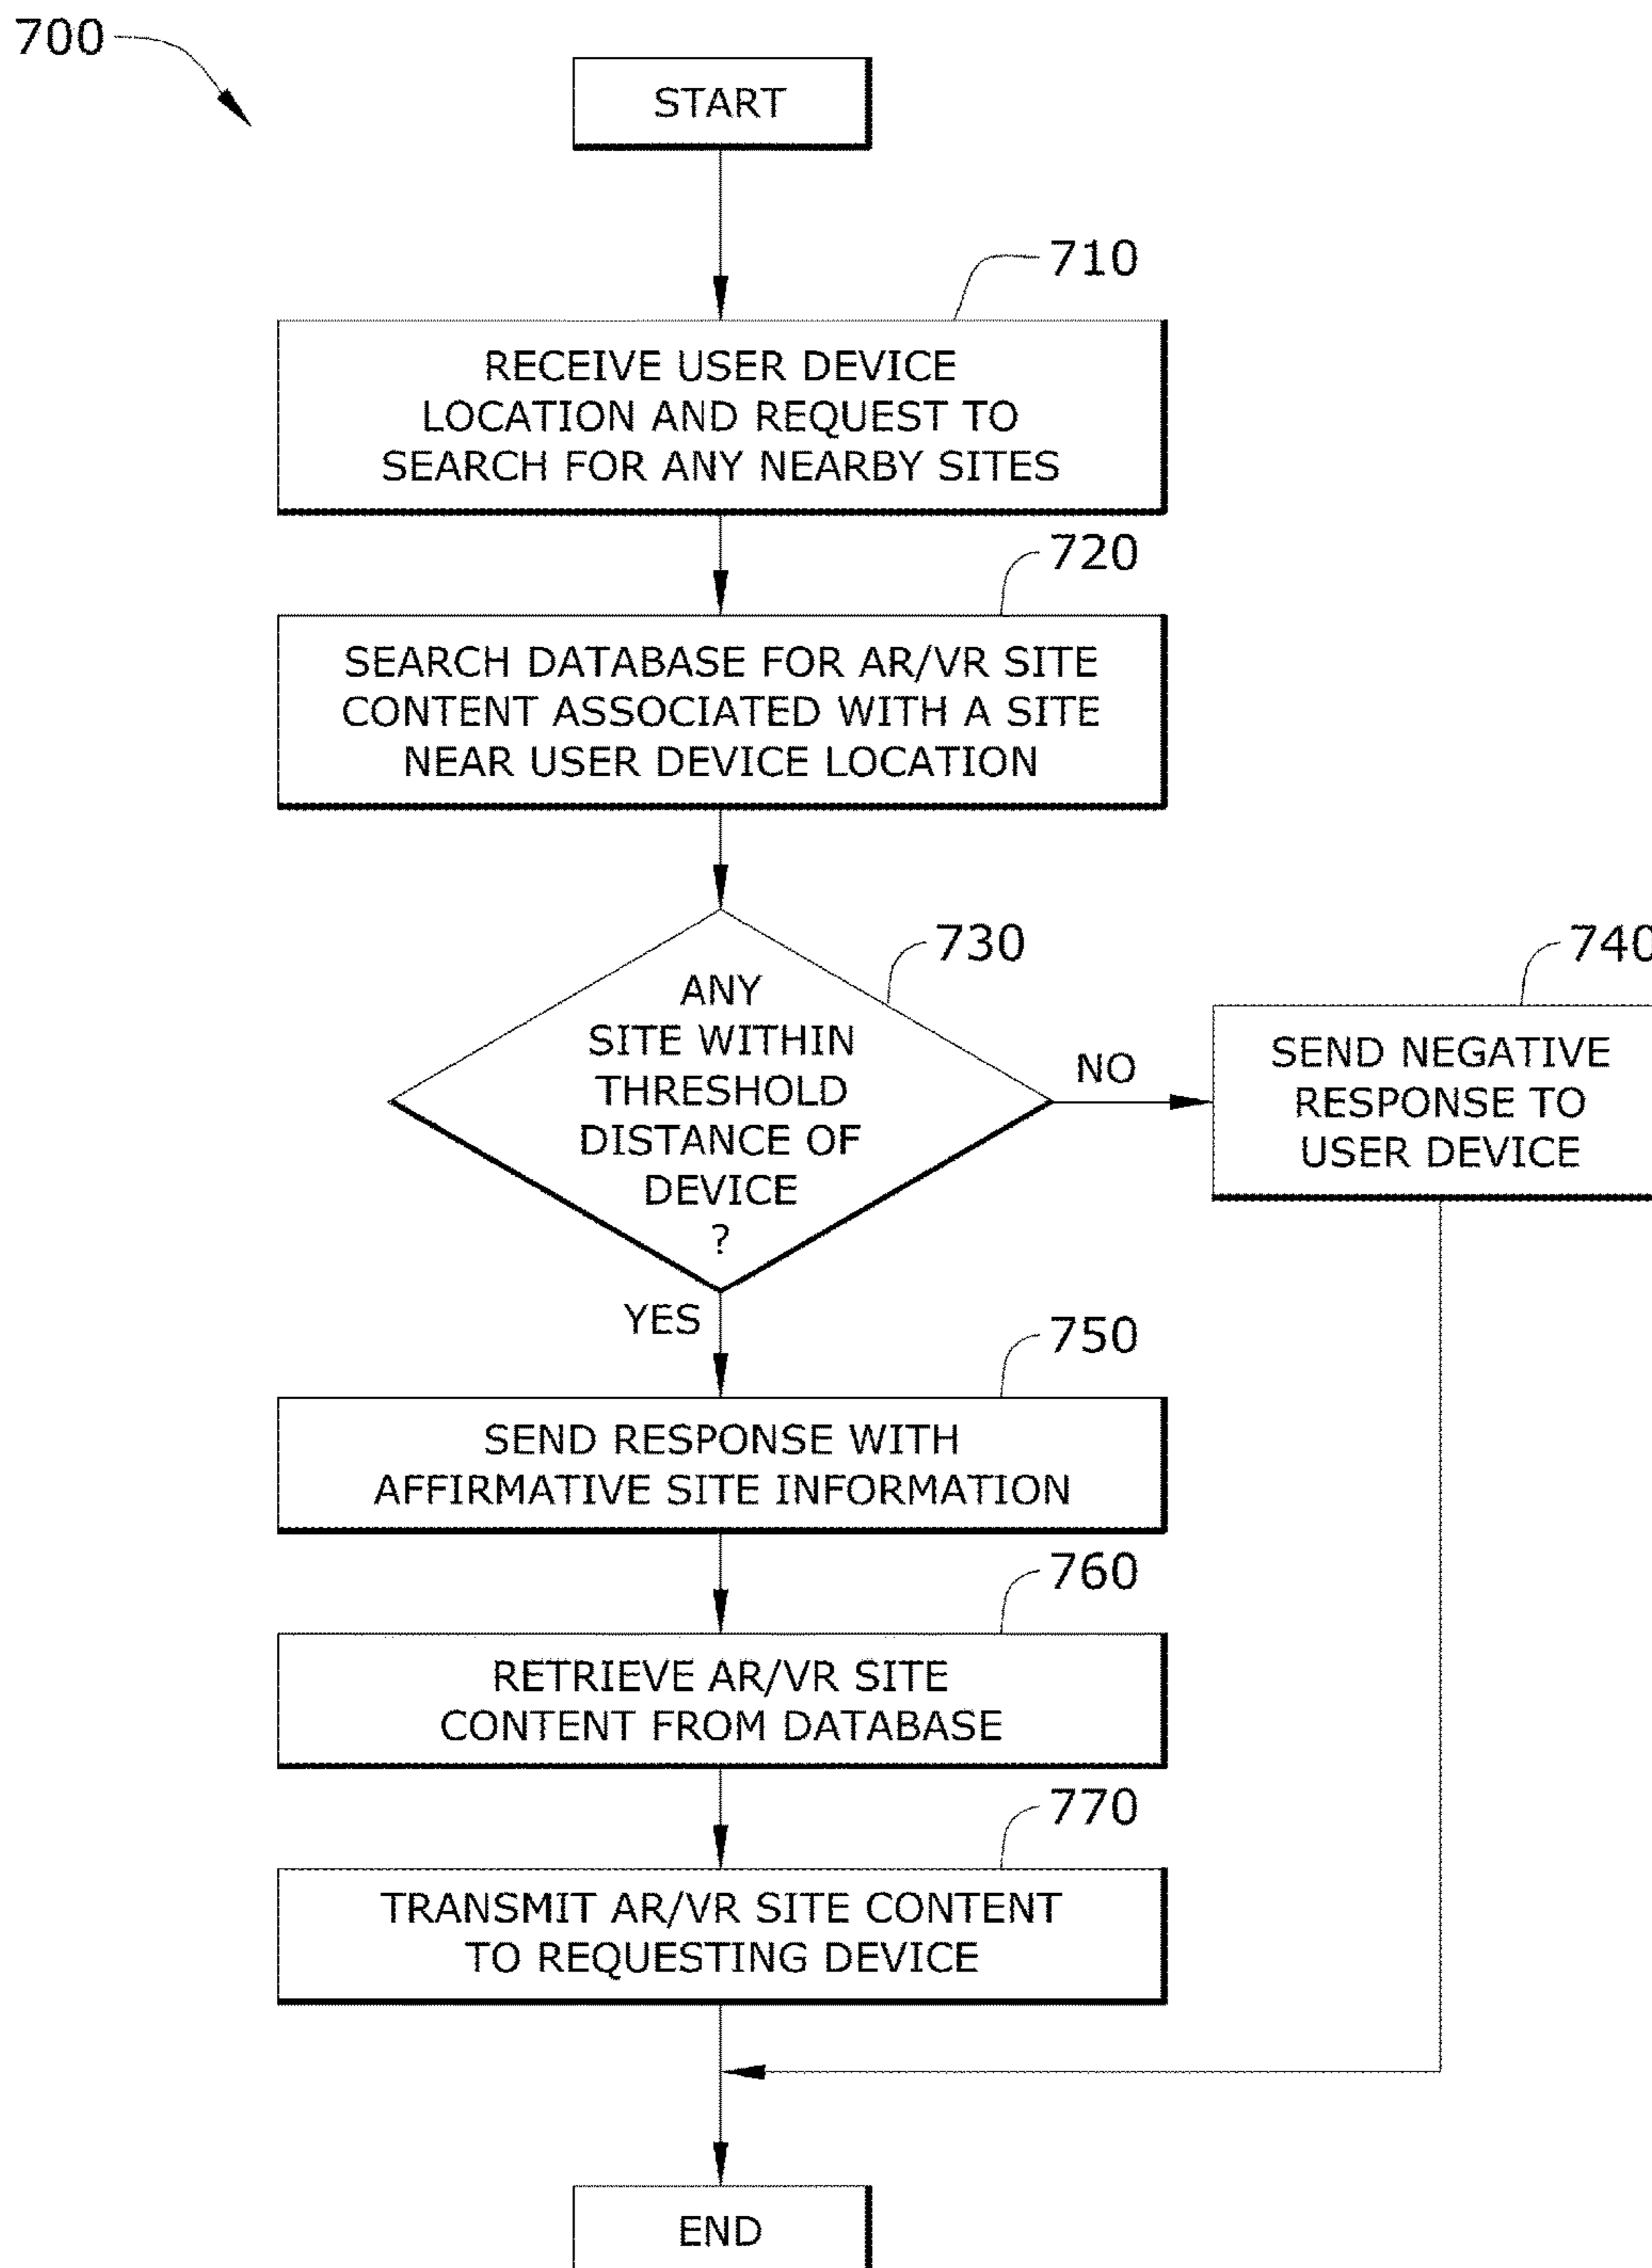 700
START
710
RECEIVE USER DEVICE
LOCATION AND REQUEST TO
SEARCH FOR ANY NEARBY SITES
720
SEARCH DATABASE FOR AR/VR SITE
CONTENT ASSOCIATED WITH A SITE
NEAR USER DEVICE LOCATION
730
ANY
SITE WITHIN
THRESHOLD
DISTANCE OF
DEVICE
?
NO
740
SEND NEGATIVE
RESPONSE TO
USER DEVICE
YES
750
SEND RESPONSE WITH
AFFIRMATIVE SITE INFORMATION
760
RETRIEVE AR/VR SITE
CONTENT FROM DATABASE
770
TRANSMIT AR/VR SITE CONTENT
TO REQUESTING DEVICE
END